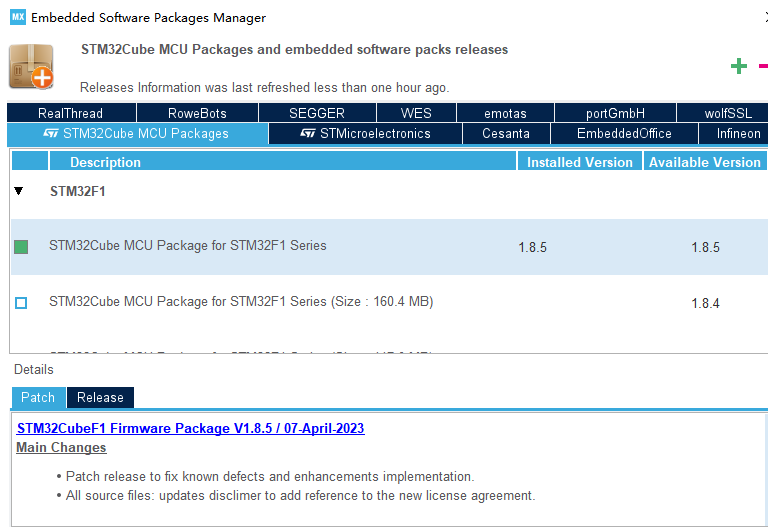 MX Embedded Software Packages Manager
STM32Cube MCU Packages and embedded software packs releases
Releases Information was last refreshed less than one hour ago.
RealThread RoweBots SEGGER WES emotas portGmbH wolfSSL
STM32Cube MCU Packages STMicroelectronics Cesanta EmbeddedOffice Infineon
Description Installed Version Available Version
STM32F1
STM32Cube MCU Package for STM32F1 Series 1.8.5 1.8.5
STM32Cube MCU Package for STM32F1 Series (Size : 160.4 MB) 1.8.4
Details
Patch Release
STM32CubeF1 Firmware Package V1.8.5 / 07-April-2023
Main Changes
• Patch release to fix known defects and enhancements implementation.
• All source files: updates disclimer to add reference to the new license agreement.